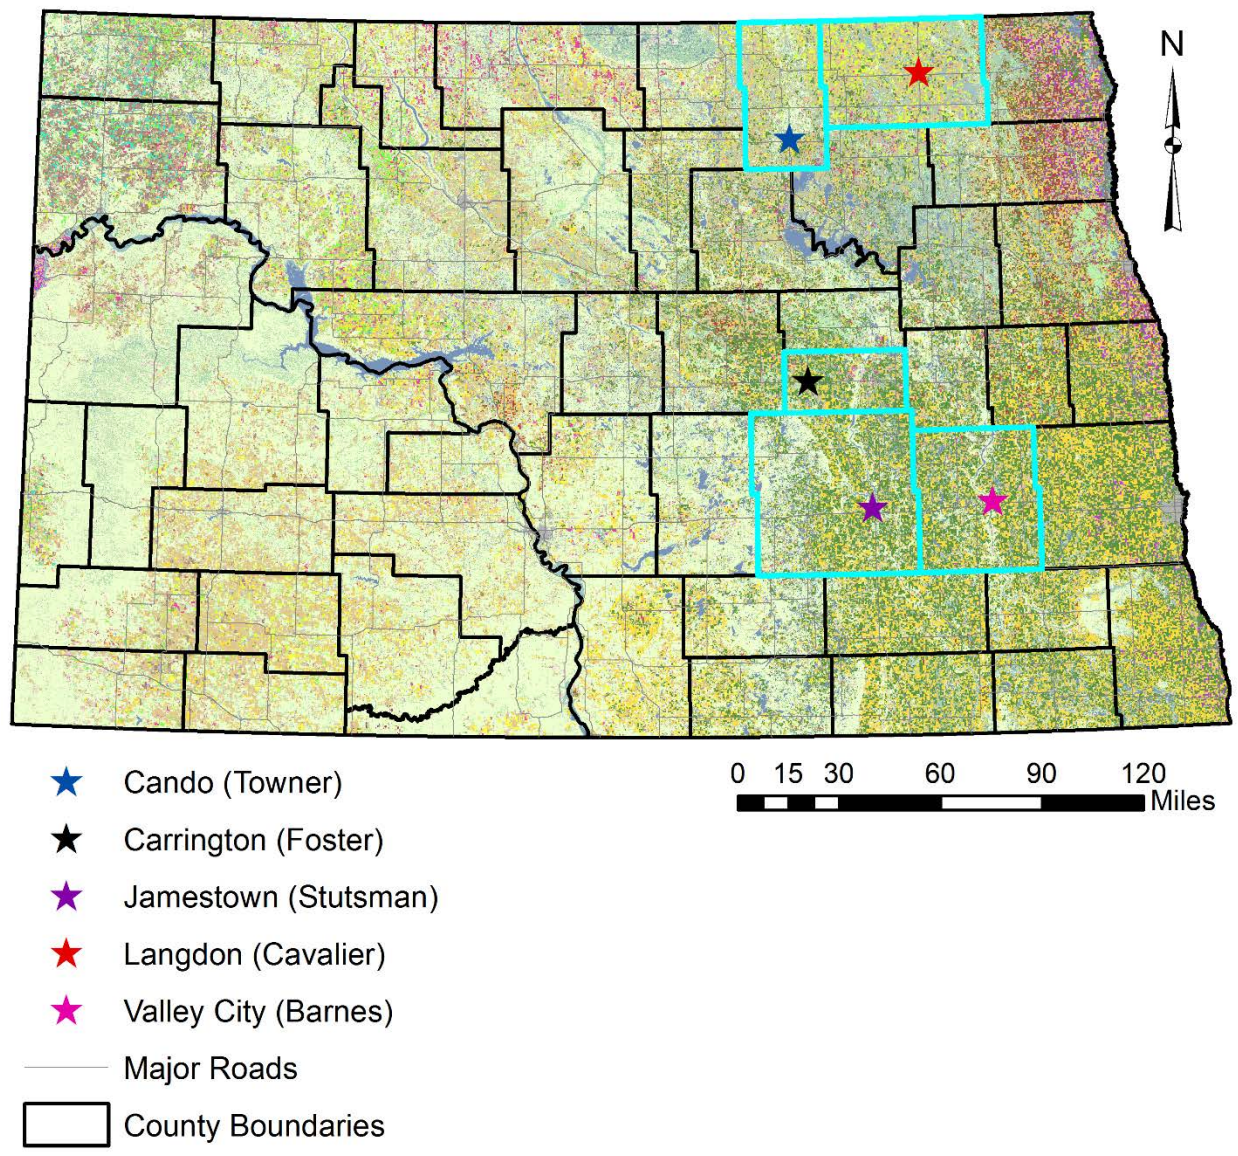 N
0 15 30 60 90 120
Miles
Cando (Towner)
Carrington (Foster)
Jamestown (Stutsman)
Langdon (Cavalier)
Valley City (Barnes)
Major Roads
County Boundaries